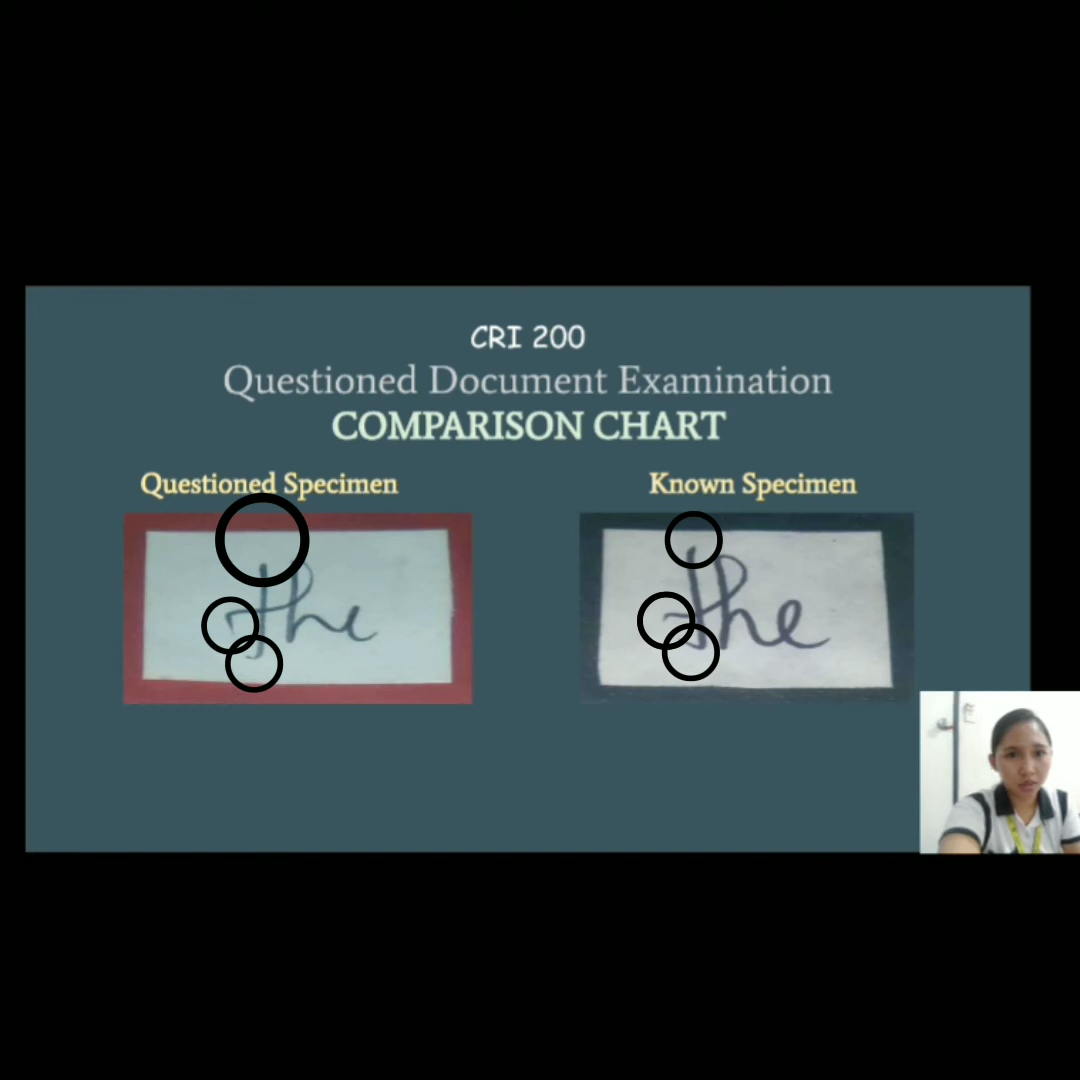 CRI 200
Questioned Document Examination
COMPARISON CHART
Questioned Specimen
Known Specimen
the
the